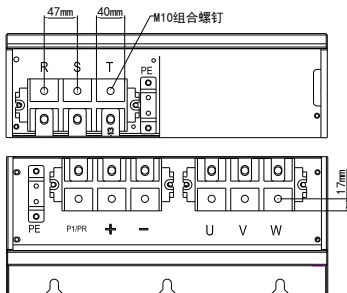 47mm 40mm M10组合螺钉
R S T PE
17mm
PE P1/PR + - U V W